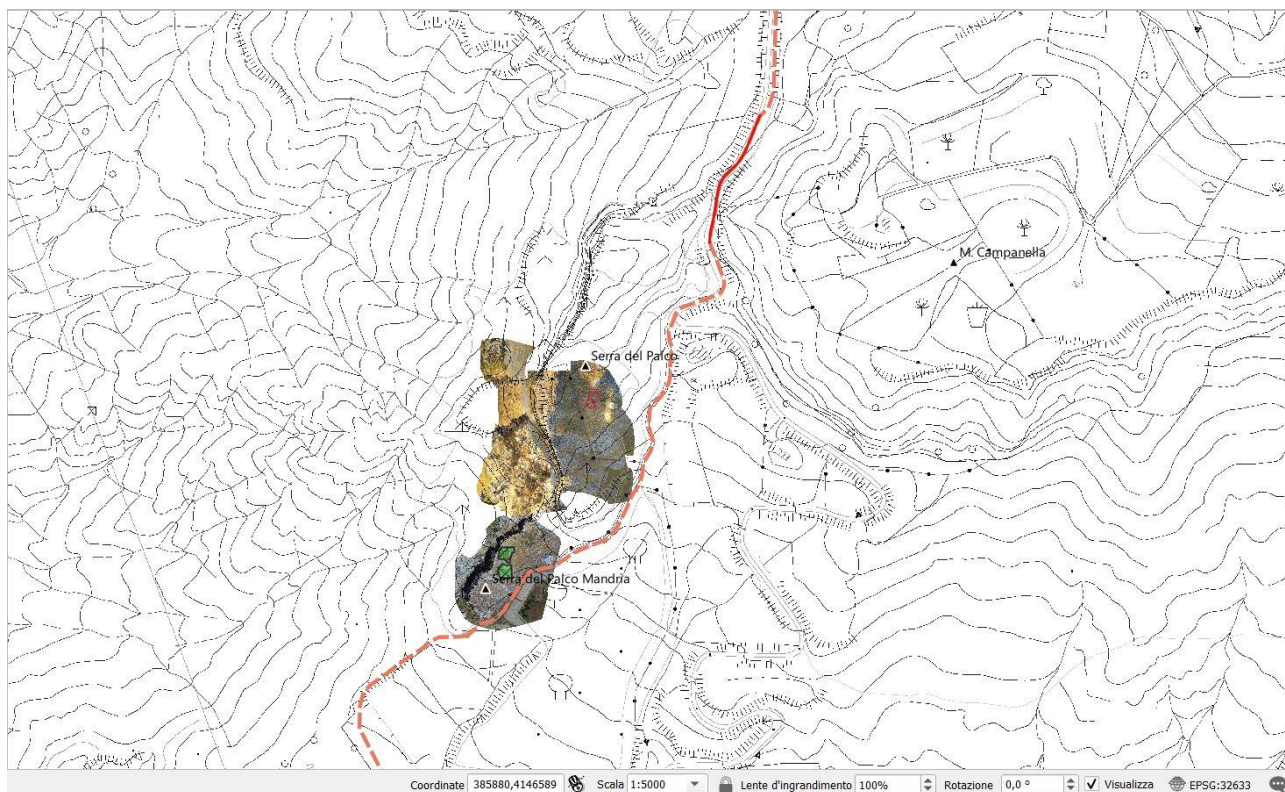 M. Campanella
Serra del Palco
Serra del Palco Mandria
Coordinate 385880,4146589 Scala 1:5000 Lente d'ingrandimento 100% Rotazione 0,0 ° Visualizza EPSG:32633